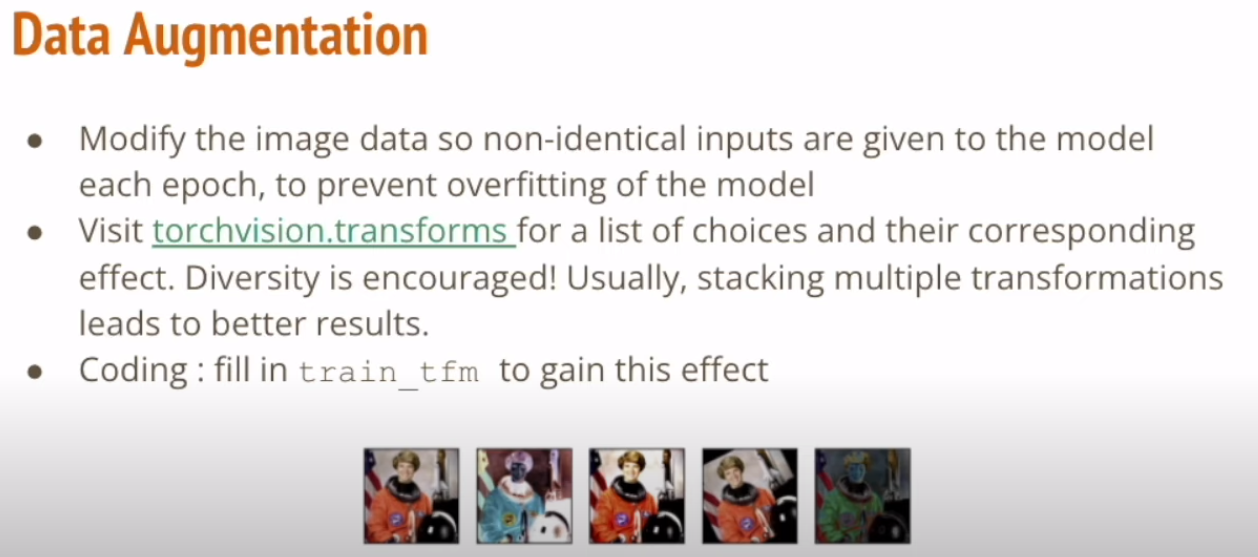 Data Augmentation
● Modify the image data so non-identical inputs are given to the model
each epoch, to prevent overfitting of the model
● Visit torchvision.transforms for a list of choices and their corresponding
effect. Diversity is encouraged! Usually, stacking multiple transformations
leads to better results.
● Coding : fill in train_tfm to gain this effect